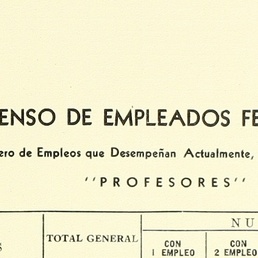 ENSO DE EMPLEADOS FE
ero de Empleos que Desempeñan Actualmente,
"PROFESORES"
NU
TOTAL GENERAL
CON CON
1 EMPLEO 2 EMPLEO